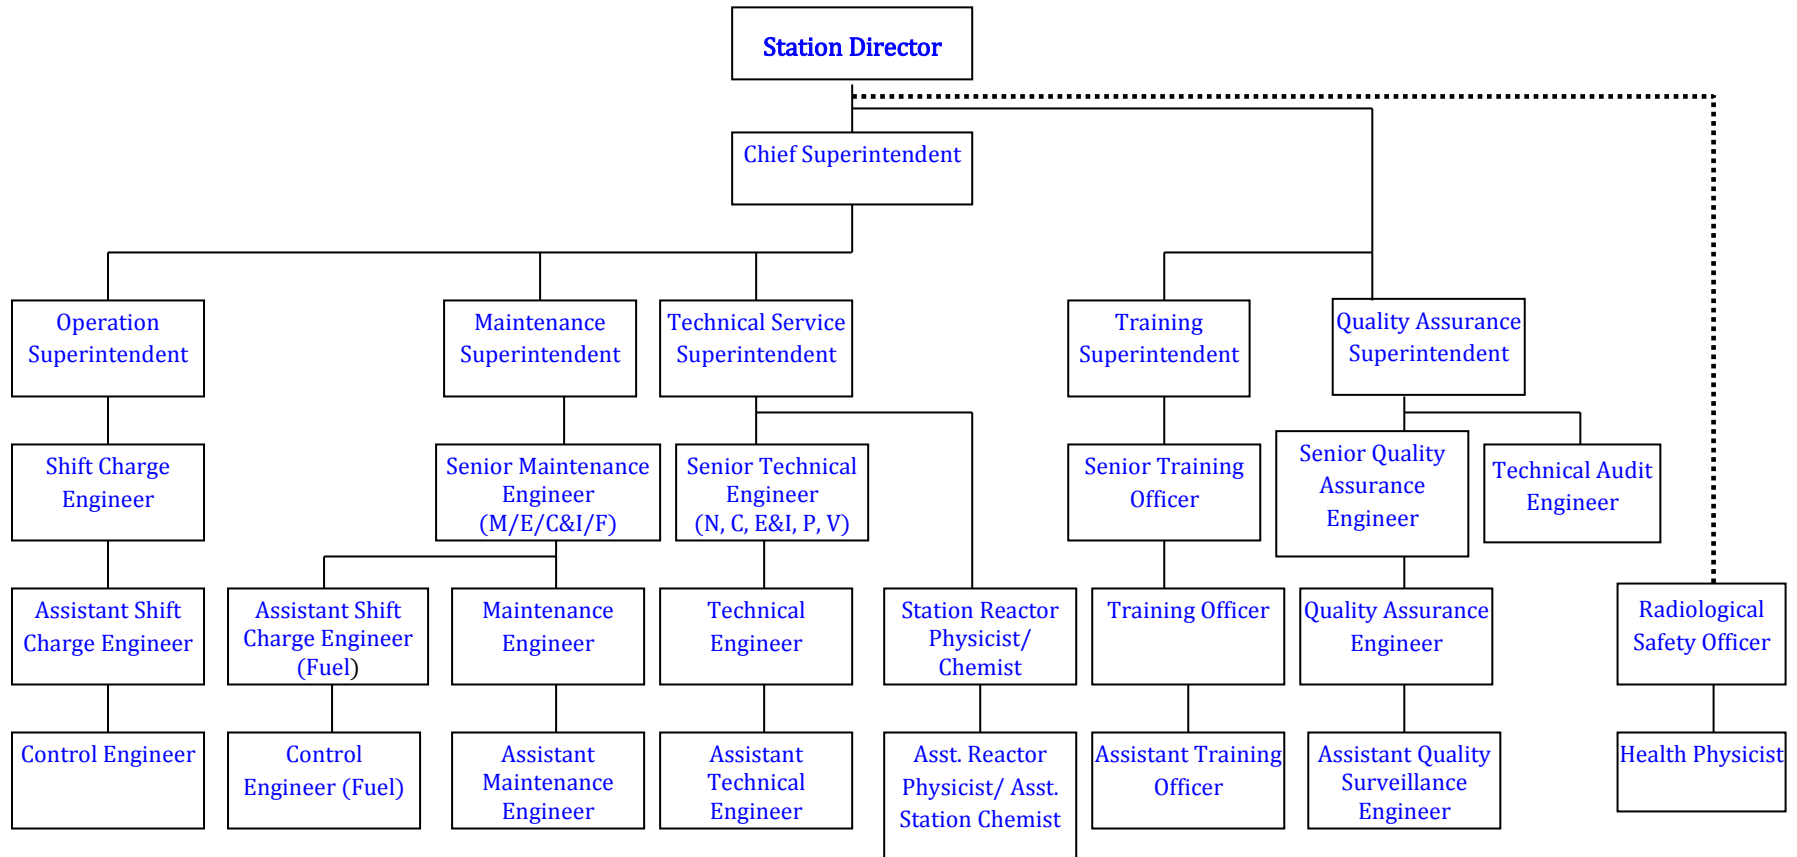 Station Director
Chief Superintendent
Operation
Superintendent
Maintenance
Superintendent
Technical Service
Superintendent
Training
Superintendent
Quality Assurance
Superintendent
Shift Charge
Engineer
Senior Maintenance
Engineer
(M/E/C&I/F)
Senior Technical
Engineer
(N, C, E&I, P, V)
Senior Training
Officer
Senior Quality
Assurance
Engineer
Technical Audit
Engineer
Assistant Shift
Charge Engineer
Assistant Shift
Charge Engineer
(Fuel)
Maintenance
Engineer
Technical
Engineer
Station Reactor
Physicist/
Chemist
Training Officer
Quality Assurance
Engineer
Radiological
Safety Officer
Control Engineer
Control
Engineer (Fuel)
Assistant
Maintenance
Engineer
Assistant
Technical
Engineer
Asst. Reactor
Physicist/ Asst.
Station Chemist
Assistant Training
Officer
Assistant Quality
Surveillance
Engineer
Health Physicist